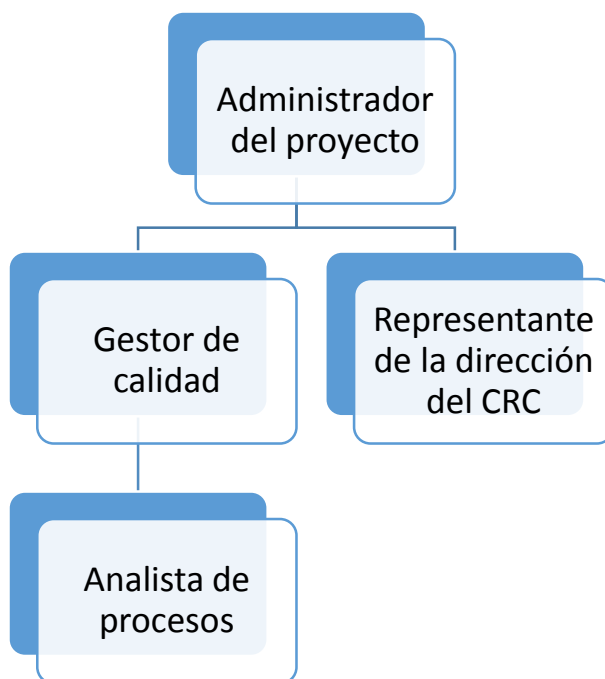 Administrador
del proyecto
Gestor de
calidad
Representante
de la dirección
del CRC
Analista de
procesos